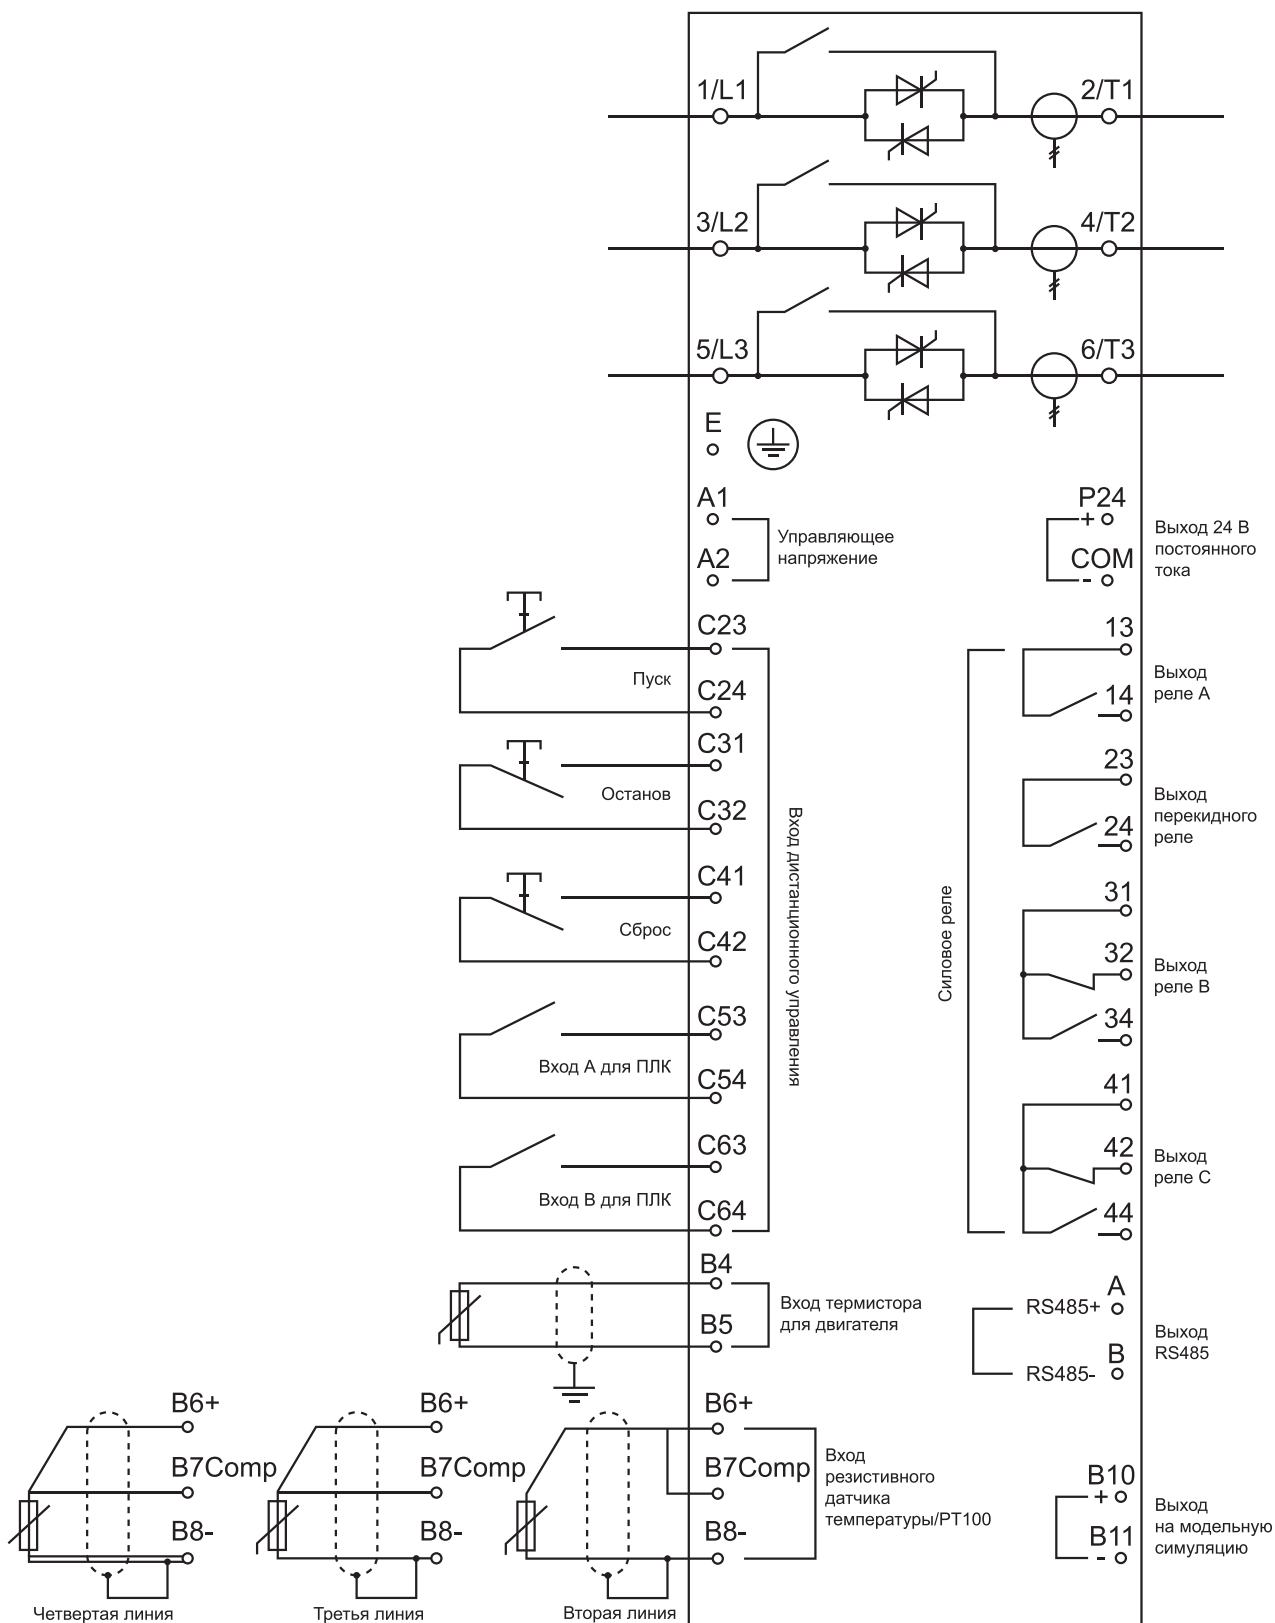 1/L1
2/T1
3/L2
4/T2
5/L3
6/T3
E
A1
A2
Управляющее
напряжение
P24
+
COM
-
Выход 24 В
постоянного
тока
C23
Пуск
C24
C31
Останов
C32
C41
Сброс
C42
C53
Вход А для ПЛК
C54
C63
Вход В для ПЛК
C64
Вход дистанционного управления
Силовое реле
13
14
Выход
реле А
23
24
Выход
перекидного
реле
31
32
34
Выход
реле В
41
42
44
Выход
реле С
B4
B5
Вход термистора
для двигателя
A
RS485+
B
RS485-
Выход
RS485
B6+
B7Comp
B8-
Четвертая линия
B6+
B7Comp
B8-
Третья линия
B6+
B7Comp
B8-
Вторая линия
Вход
резистивного
датчика
температуры/PT100
B10
+
B11
-
Выход
на модельную
симуляцию